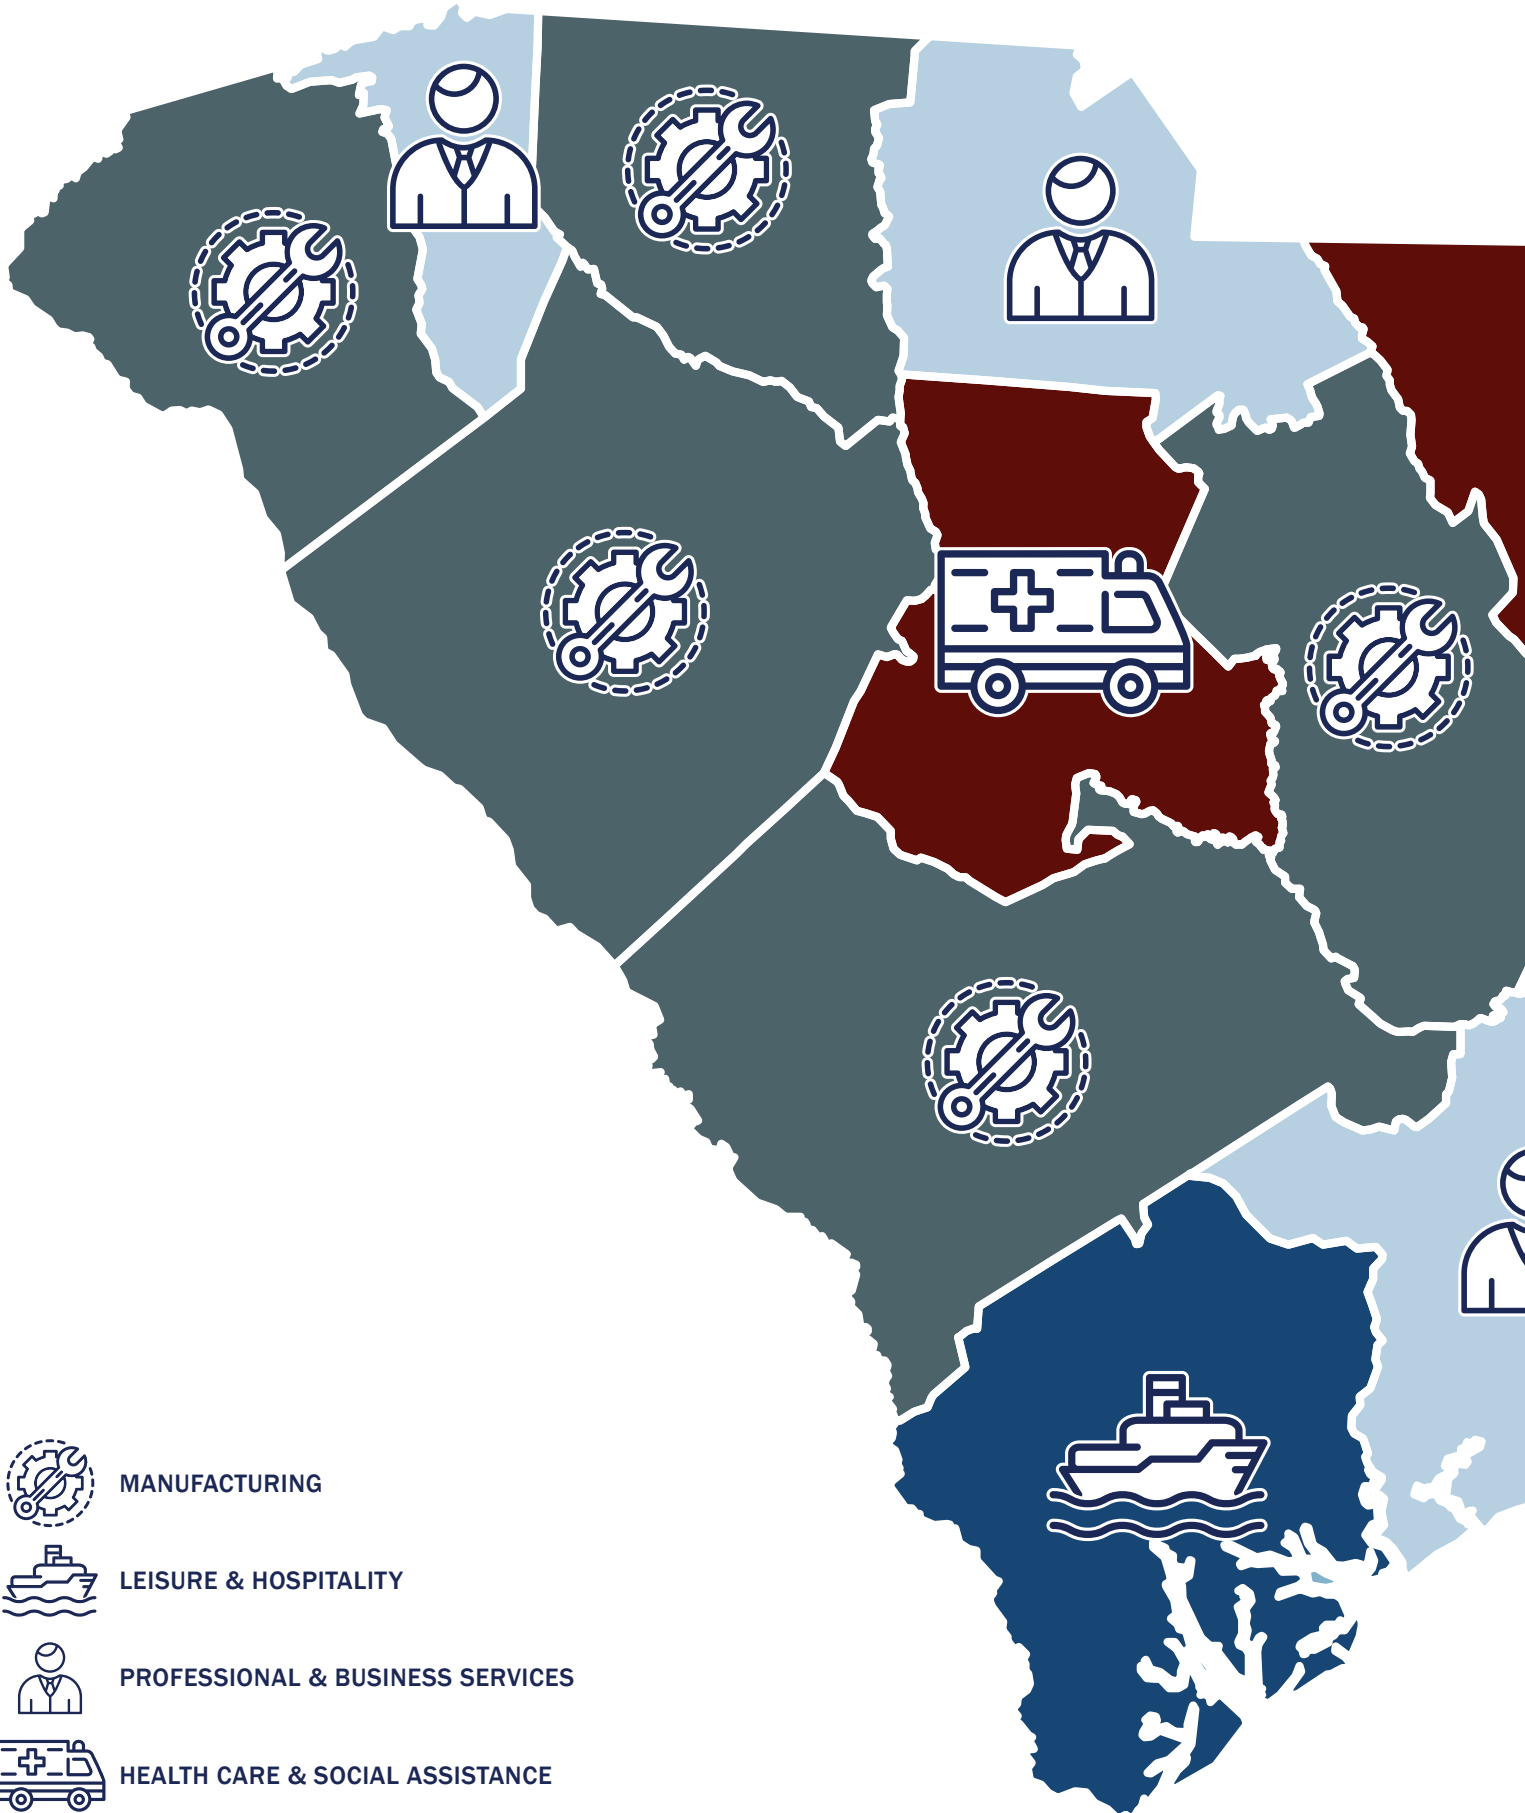 MANUFACTURING
LEISURE & HOSPITALITY
PROFESSIONAL & BUSINESS SERVICES
HEALTH CARE & SOCIAL ASSISTANCE